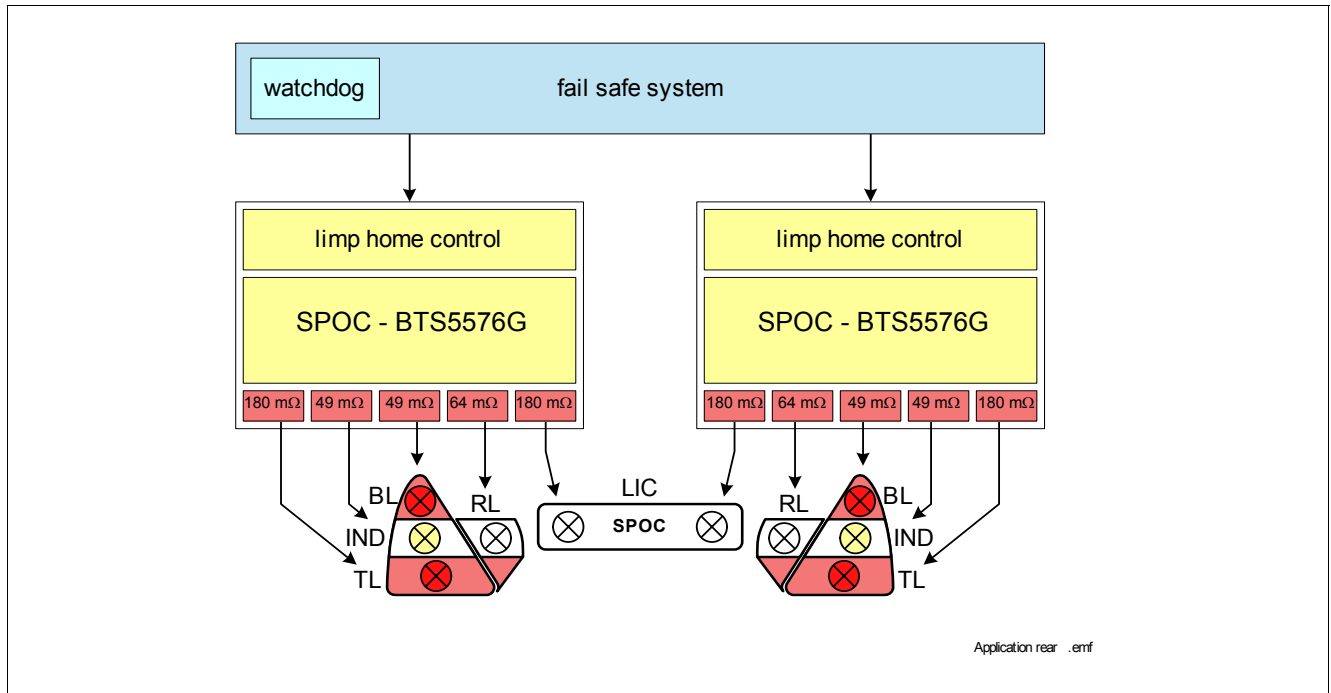 watchdog
fail safe system
limp home control
limp home control
SPOC - BTS5576G
SPOC - BTS5576G
180 mΩ 49 mΩ 49 mΩ 64 mΩ 180 mΩ
180 mΩ 64 mΩ 49 mΩ 49 mΩ 180 mΩ
BL
RL
LIC
RL
BL
IND
SPOC
IND
TL
TL
Application rear .emf